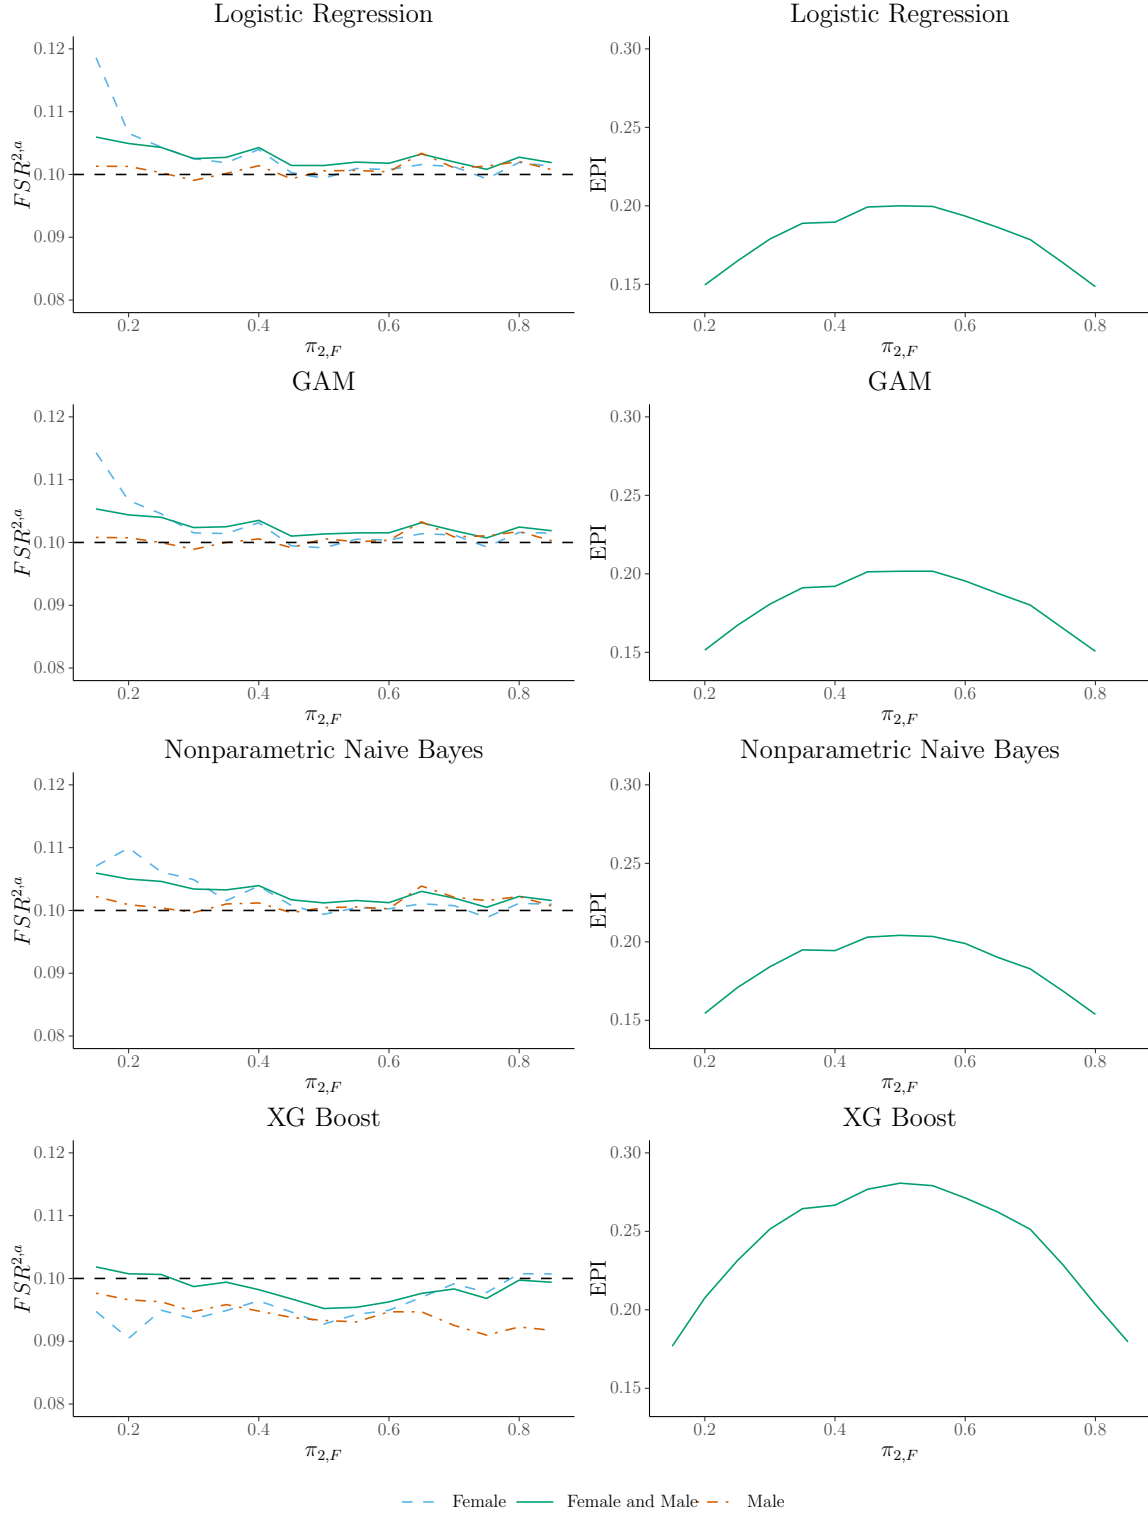 Logistic Regression
0.12
0.11
0.10
0.09
0.08
FSR^{2,a}
0.2 0.4 0.6 0.8
π_{2,F}
Logistic Regression
0.30
0.25
0.20
0.15
EPI
0.2 0.4 0.6 0.8
π_{2,F}
GAM
0.12
0.11
0.10
0.09
0.08
FSR^{2,a}
0.2 0.4 0.6 0.8
π_{2,F}
GAM
0.30
0.25
0.20
0.15
EPI
0.2 0.4 0.6 0.8
π_{2,F}
Nonparametric Naive Bayes
0.12
0.11
0.10
0.09
0.08
FSR^{2,a}
0.2 0.4 0.6 0.8
π_{2,F}
Nonparametric Naive Bayes
0.30
0.25
0.20
0.15
EPI
0.2 0.4 0.6 0.8
π_{2,F}
XG Boost
0.12
0.11
0.10
0.09
0.08
FSR^{2,a}
0.2 0.4 0.6 0.8
π_{2,F}
XG Boost
0.30
0.25
0.20
0.15
EPI
0.2 0.4 0.6 0.8
π_{2,F}
Female Female and Male Male